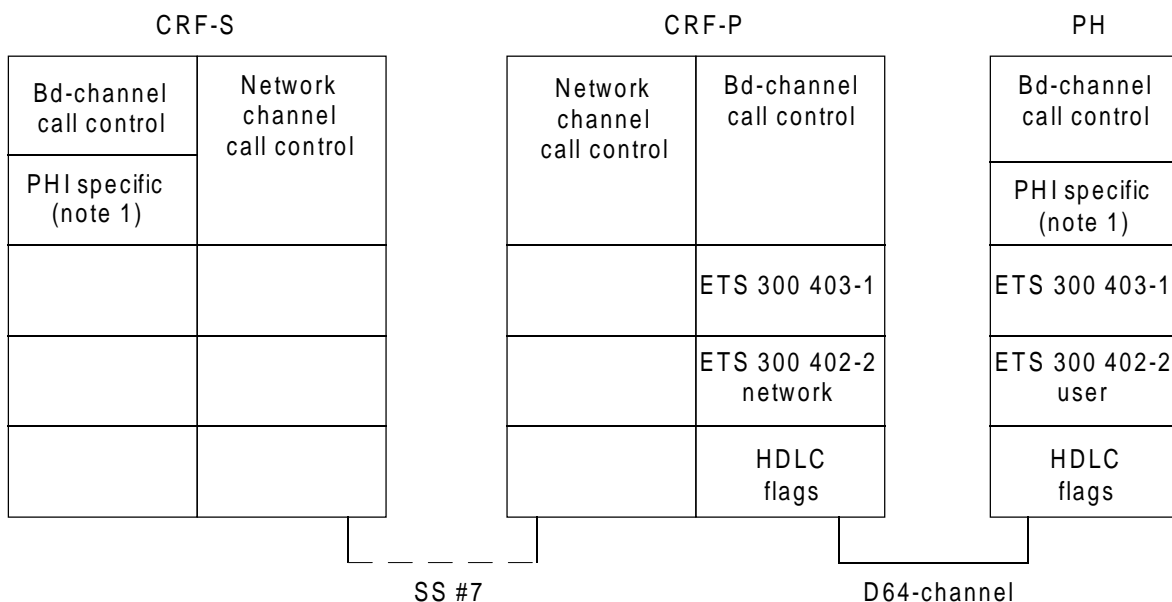 CRF-S
CRF-P
PH
Bd-channel
call control
Network
channel
call control
PHI specific
(note 1)
Network
channel
call control
Bd-channel
call control
ETS 300 403-1
ETS 300 402-2
network
HDLC
flags
Bd-channel
call control
PHI specific
(note 1)
ETS 300 403-1
ETS 300 402-2
user
HDLC
flags
SS #7
D64-channel